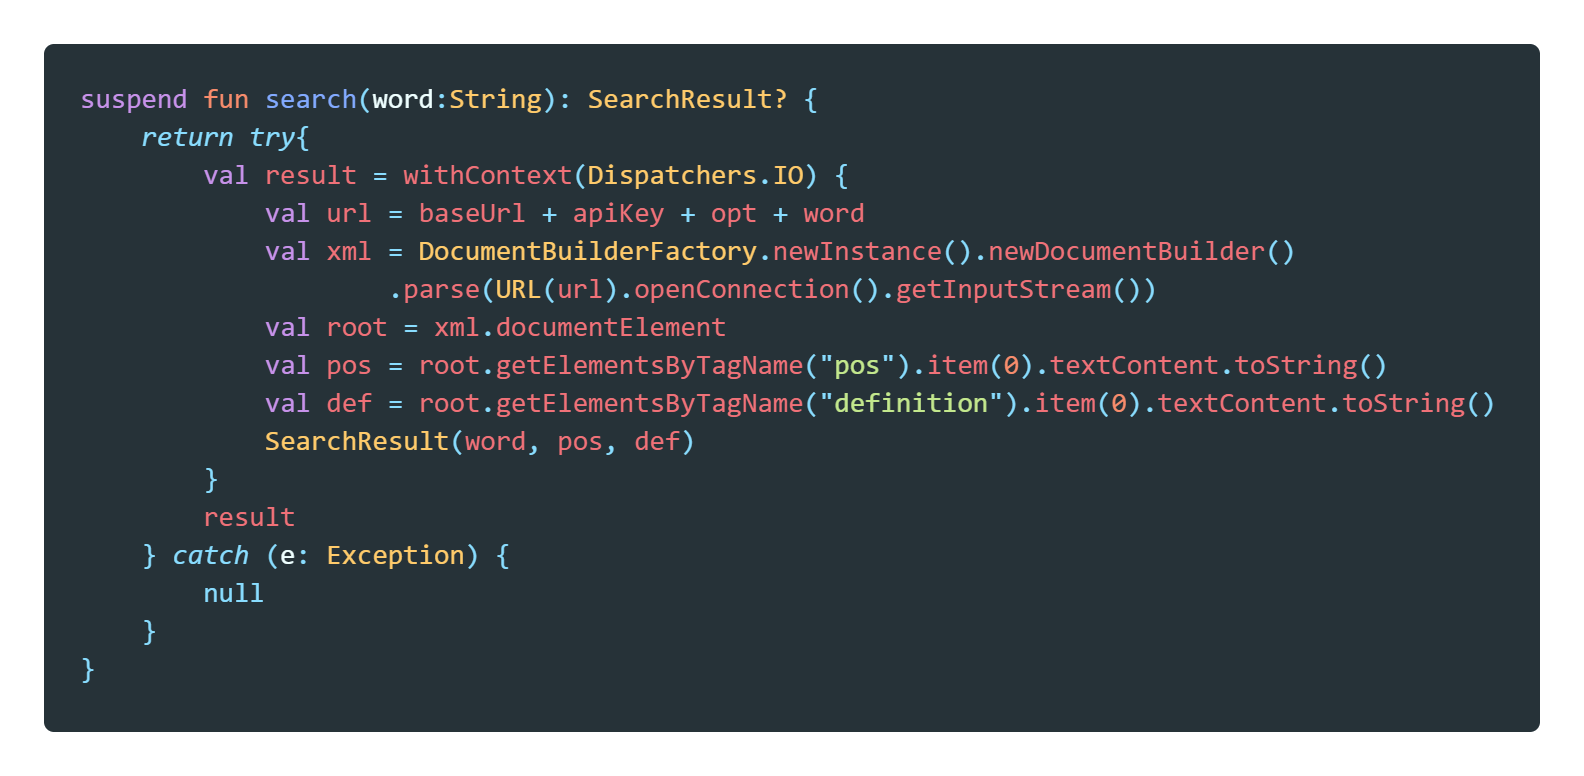 suspend fun search(word:String): SearchResult? {
    return try{
        val result = withContext(Dispatchers.IO) {
            val url = baseUrl + apiKey + opt + word
            val xml = DocumentBuilderFactory.newInstance().newDocumentBuilder()
                    .parse(URL(url).openConnection().getInputStream())
            val root = xml.documentElement
            val pos = root.getElementsByTagName("pos").item(0).textContent.toString()
            val def = root.getElementsByTagName("definition").item(0).textContent.toString()
            SearchResult(word, pos, def)
        }
        result
    } catch (e: Exception) {
        null
    }
}